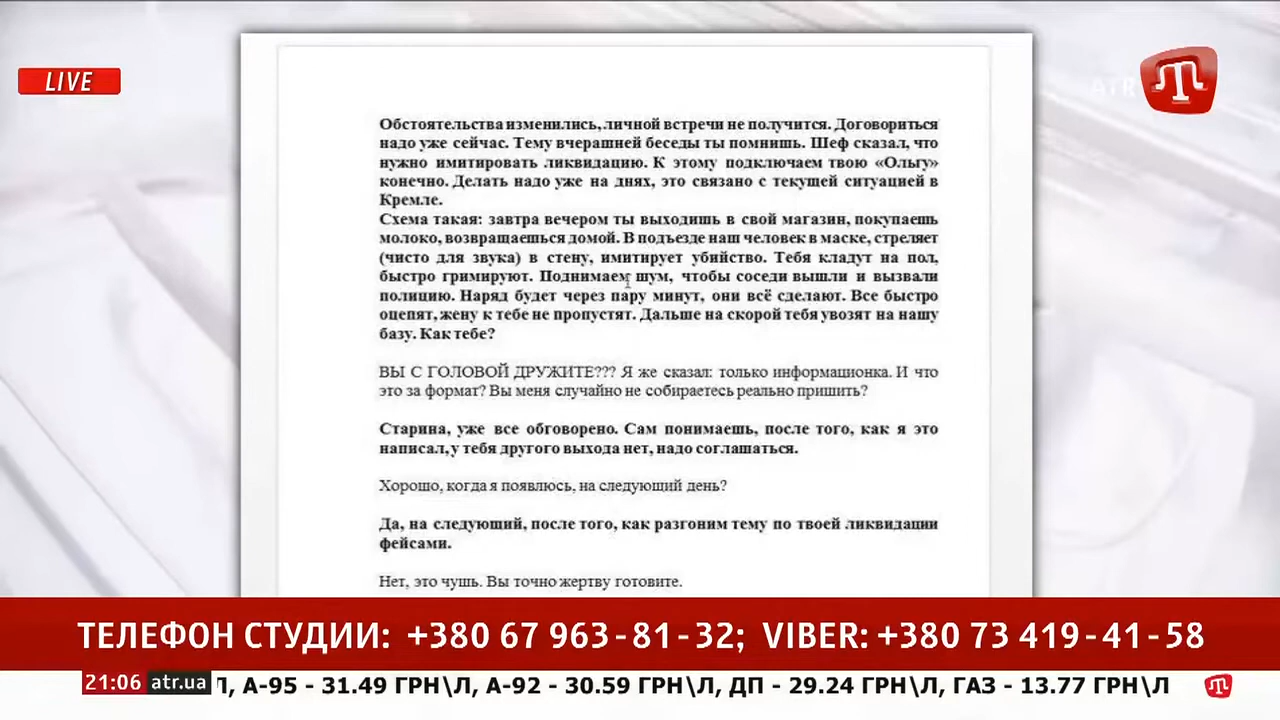 LIVE
ATR
Обстоятельства изменились, личной встречи не получится. Договориться
надо уже сейчас. Тему вчерашней беседы ты помнишь. Шеф сказал, что
нужно имитировать ликвидацию. К этому подключаем твою «Ольгу»
конечно. Делать надо уже на днях, это связано с текущей ситуацией в
Кремле.
Схема такая: завтра вечером ты выходишь в свой магазин, покупаешь
молоко, возвращаешься домой. В подъезде наш человек в маске, стреляет
(чисто для звука) в стену, имитирует убийство. Тебя кладут на пол,
быстро гримируют. Поднимаем шум, чтобы соседи вышли и вызвали
полицию. Наряд будет через пару минут, они всё сделают. Все быстро
оцепят, жену к тебе не пропустят. Дальше на скорой тебя увозят на нашу
базу. Как тебе?
ВЫ С ГОЛОВОЙ ДРУЖИТЕ??? Я же сказал: только информационка. И что
это за формат? Вы меня случайно не собираетесь реально пришить?
Старина, уже все обговорено. Сам понимаешь, после того, как я это
написал, у тебя другого выхода нет, надо соглашаться.
Хорошо, когда я появлюсь, на следующий день?
Да, на следующий, после того, как разгоним тему по твоей ликвидации
фейсами.
Нет, это чушь. Вы точно жертву готовите.
ТЕЛЕФОН СТУДИИ: +380 67 963-81-32; VIBER: +380 73 419-41-58
21:06 atr.ua Л, А-95 - 31.49 ГРН\Л, А-92 - 30.59 ГРН\Л, ДП - 29.24 ГРН\Л, ГАЗ - 13.77 ГРН\Л